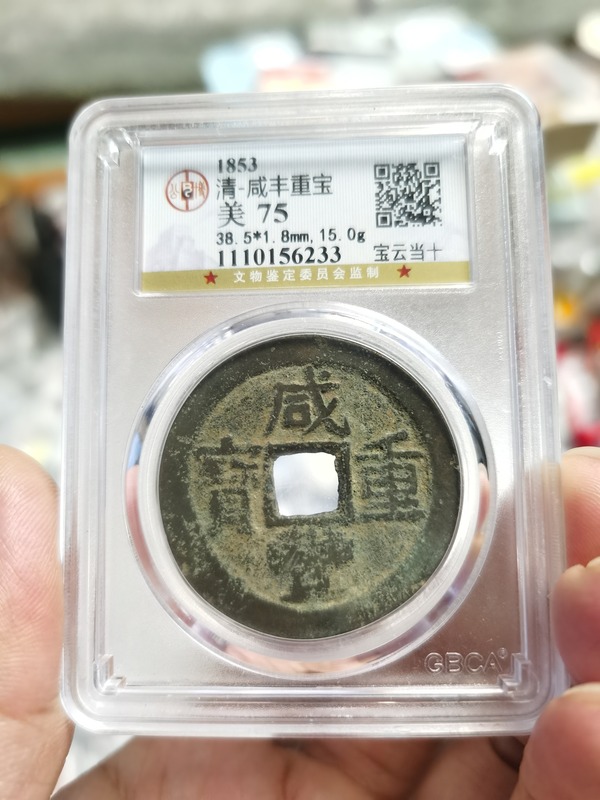 1853
清-咸丰重宝
美 75
38.5*1.8mm,15.0g
1110156233
宝云当十
★ 文物鉴定委员会监制 ★
咸
寶 重
豐
GBCA®